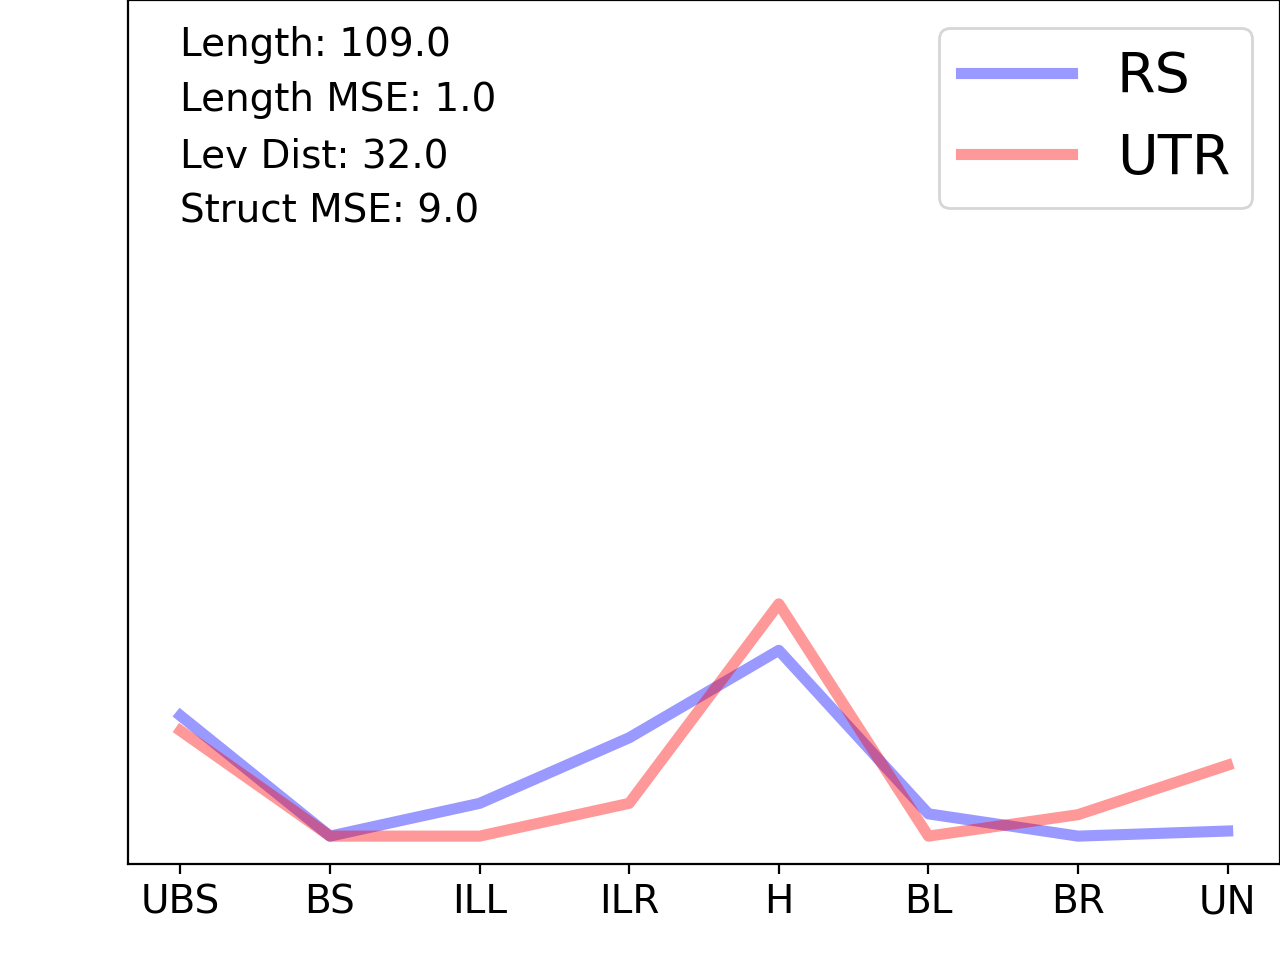 Length: 109.0
Length MSE: 1.0
Lev Dist: 32.0
Struct MSE: 9.0
RS
UTR
UBS BS ILL ILR H BL BR UN